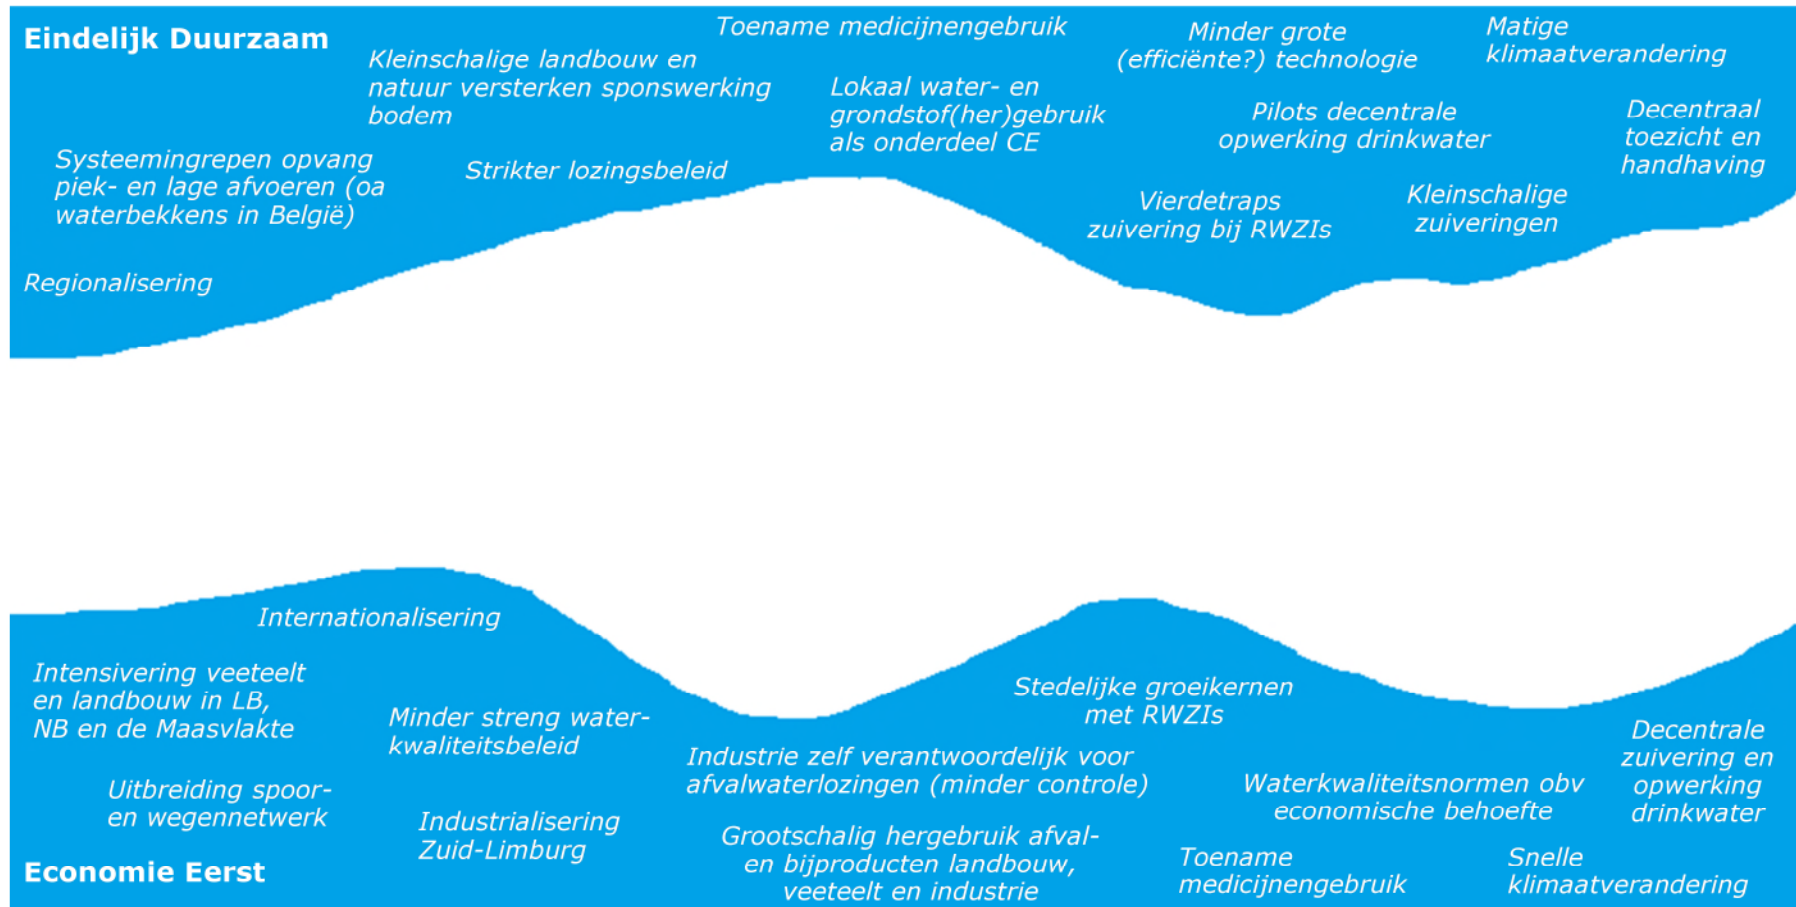 Eindelijk Duurzaam
Toename medicijnengebruik
Minder grote
(efficiënte?) technologie
Matige
klimaatverandering
Kleinschalige landbouw en
natuur versterken sponswerking
bodem
Lokaal water- en
grondstof(her)gebruik
als onderdeel CE
Pilots decentrale
opwerking drinkwater
Decentraal
toezicht en
handhaving
Systeemingrepen opvang
piek- en lage afvoeren (oa
waterbekkens in België)
Strikter lozingsbeleid
Vierdetraps
zuivering bij RWZIs
Kleinschalige
zuiveringen
Regionalisering
Internationalisering
Intensivering veeteelt
en landbouw in LB,
NB en de Maasvlakte
Minder streng water-
kwaliteitsbeleid
Stedelijke groeikernen
met RWZIs
Industrie zelf verantwoordelijk voor
afvalwaterlozingen (minder controle)
Waterkwaliteitsnormen obv
economische behoefte
Decentrale
zuivering en
opwerking
drinkwater
Uitbreiding spoor-
en wegennetwerk
Industrialisering
Zuid-Limburg
Grootschalig hergebruik afval-
en bijproducten landbouw,
veeteelt en industrie
Toename
medicijnengebruik
Snelle
klimaatverandering
Economie Eerst